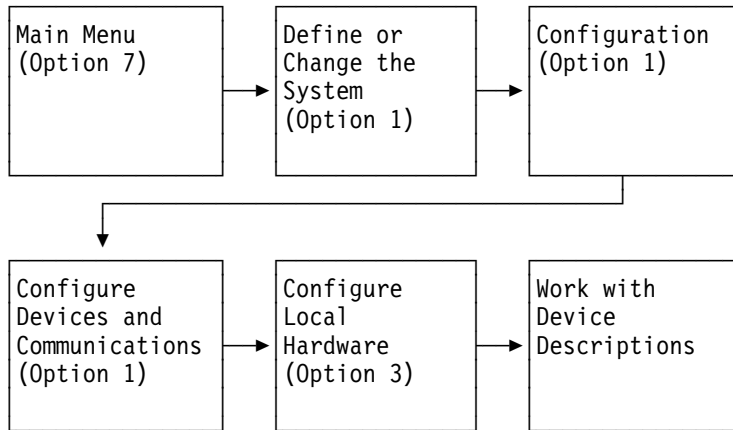 Main Menu
(Option 7)
Define or
Change the
System
(Option 1)
Configuration
(Option 1)
Configure
Devices and
Communications
(Option 1)
Configure
Local
Hardware
(Option 3)
Work with
Device
Descriptions